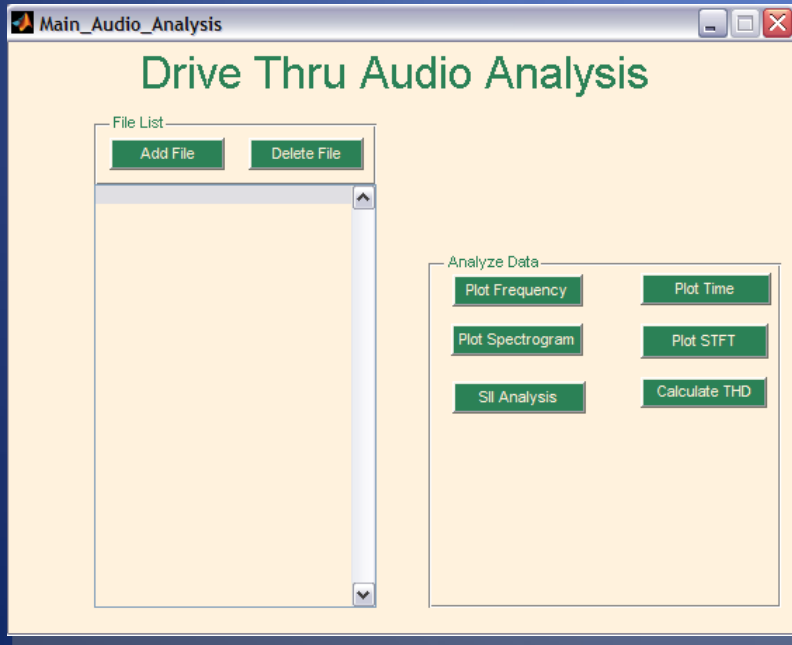 Main_Audio_Analysis
Drive Thru Audio Analysis
File List
Add File Delete File
Analyze Data
Plot Frequency Plot Time
Plot Spectrogram Plot STFT
SII Analysis Calculate THD